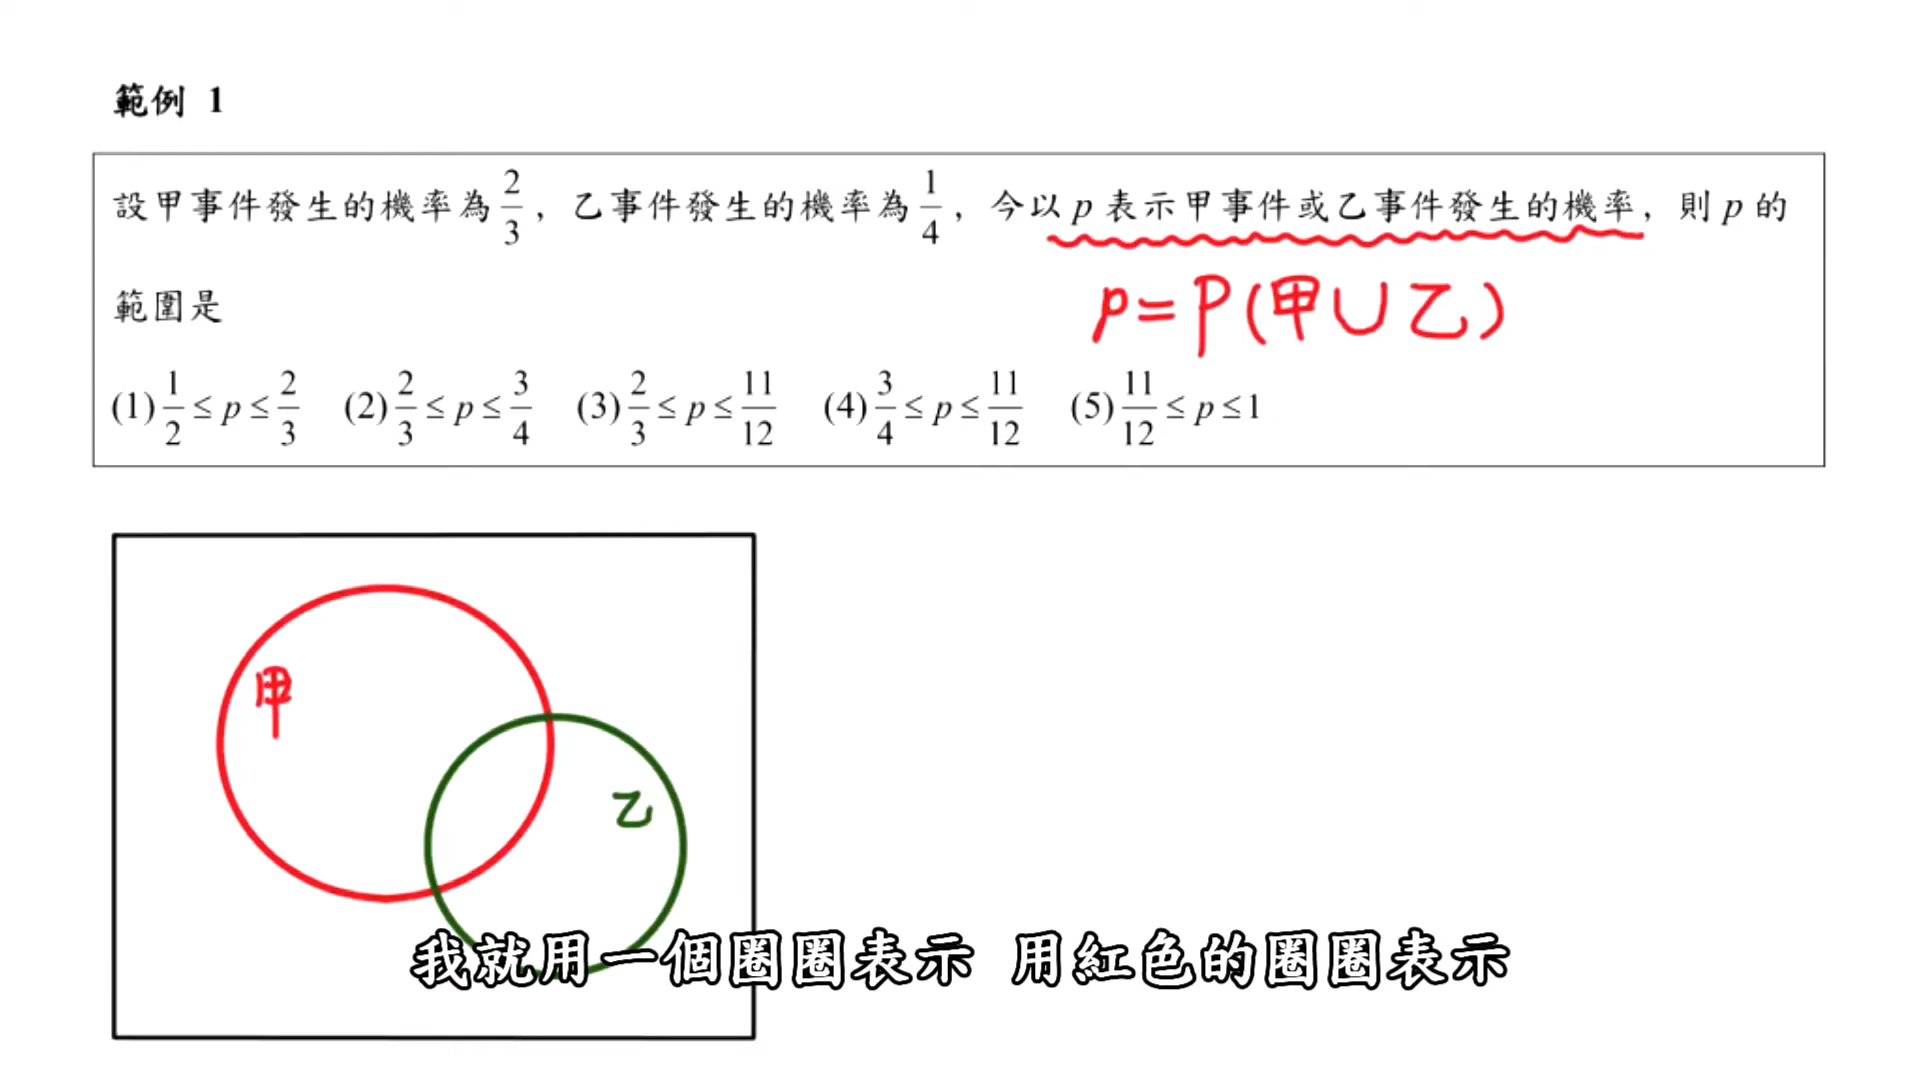 範例 1
設甲事件發生的機率為 2/3，乙事件發生的機率為 1/4，今以 p 表示甲事件或乙事件發生的機率，則 p 的
範圍是
p=P(甲∪乙)
(1) 1/2 ≤ p ≤ 2/3 (2) 2/3 ≤ p ≤ 3/4 (3) 2/3 ≤ p ≤ 11/12 (4) 3/4 ≤ p ≤ 11/12 (5) 11/12 ≤ p ≤ 1
甲
乙
我就用一個圈圈表示 用紅色的圈圈表示